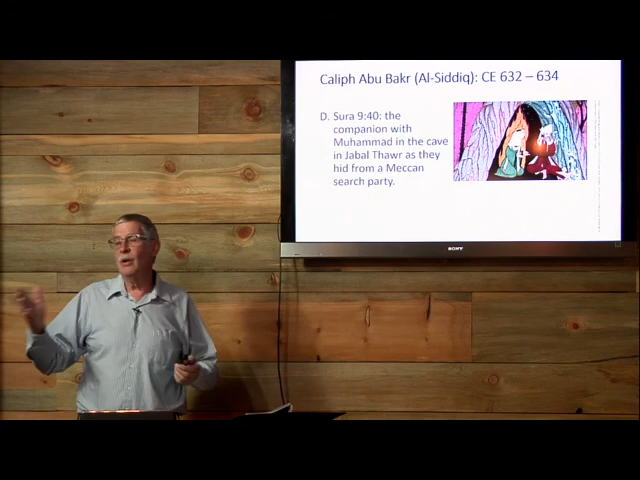 Caliph Abu Bakr (Al-Siddiq): CE 632 – 634
D. Sura 9:40: the
companion with
Muhammad in the cave
in Jabal Thawr as they
hid from a Meccan
search party.
SONY